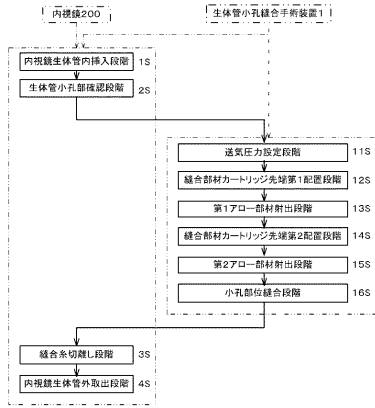 内視鏡200
生体管小孔縫合手術装置1
内視鏡生体管内挿入段階 1S
生体管小孔部確認段階 2S
送気圧力設定段階 11S
縫合部材カートリッジ先端第1配置段階 12S
第1アロー部材射出段階 13S
縫合部材カートリッジ先端第2配置段階 14S
第2アロー部材射出段階 15S
小孔部位縫合段階 16S
縫合糸切離し段階 3S
内視鏡生体管外取出段階 4S